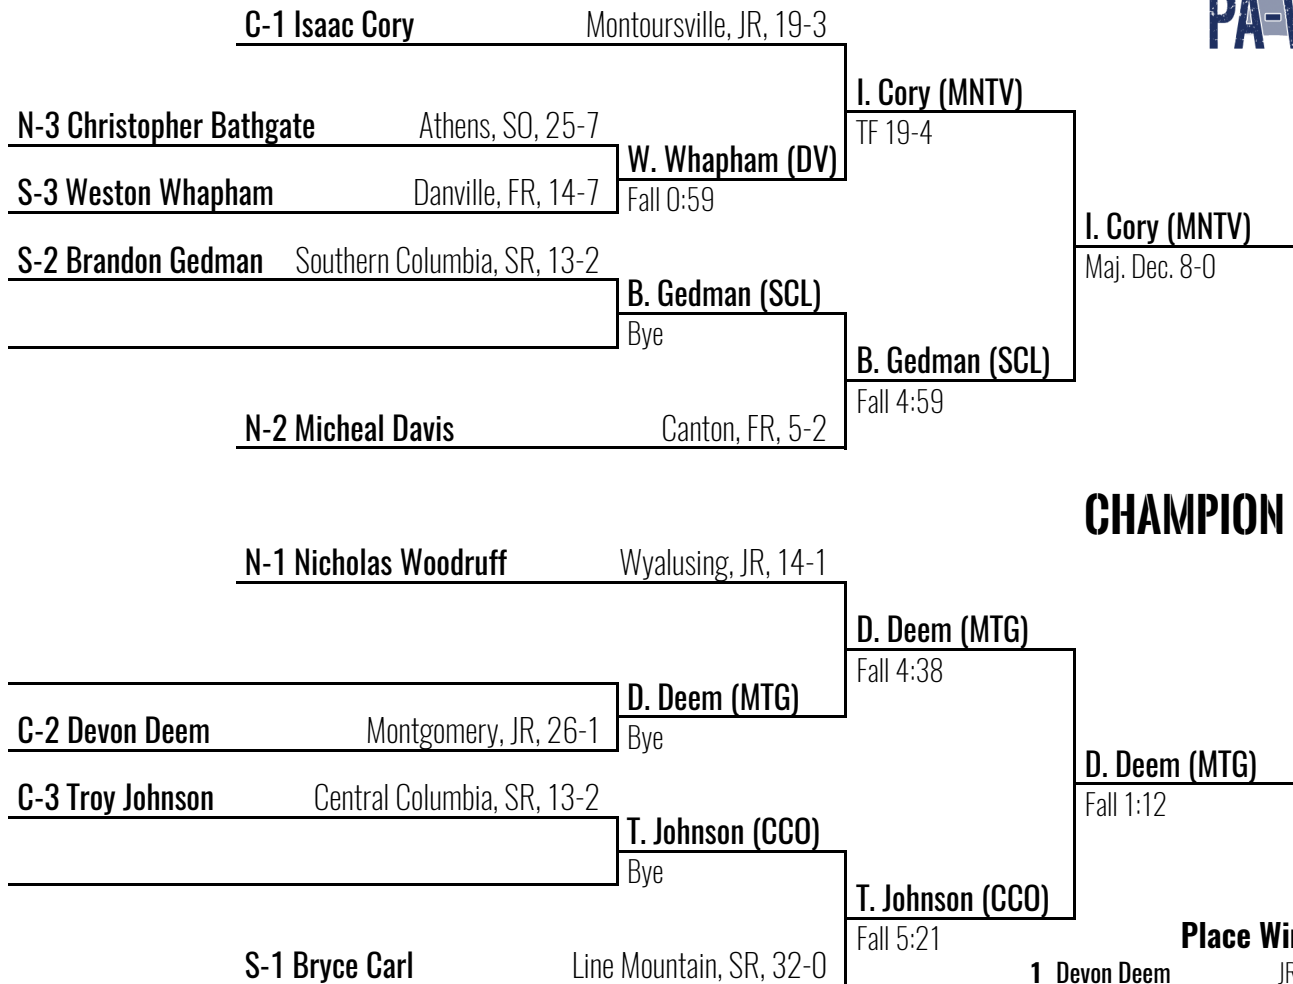 C-1 Isaac Cory Montoursville, JR, 19-3
PA-
I. Cory (MNTV)
TF 19-4
N-3 Christopher Bathgate Athens, SO, 25-7
W. Whapham (DV)
Fall 0:59
S-3 Weston Whapham Danville, FR, 14-7
I. Cory (MNTV)
Maj. Dec. 8-0
S-2 Brandon Gedman Southern Columbia, SR, 13-2
B. Gedman (SCL)
Bye
B. Gedman (SCL)
Fall 4:59
N-2 Micheal Davis Canton, FR, 5-2
CHAMPION
N-1 Nicholas Woodruff Wyalusing, JR, 14-1
D. Deem (MTG)
Fall 4:38
D. Deem (MTG)
Bye
C-2 Devon Deem Montgomery, JR, 26-1
D. Deem (MTG)
Fall 1:12
C-3 Troy Johnson Central Columbia, SR, 13-2
T. Johnson (CCO)
Bye
T. Johnson (CCO)
Fall 5:21
Place
S-1 Bryce Carl Line Mountain, SR, 32-0
1 Devon Deem JR